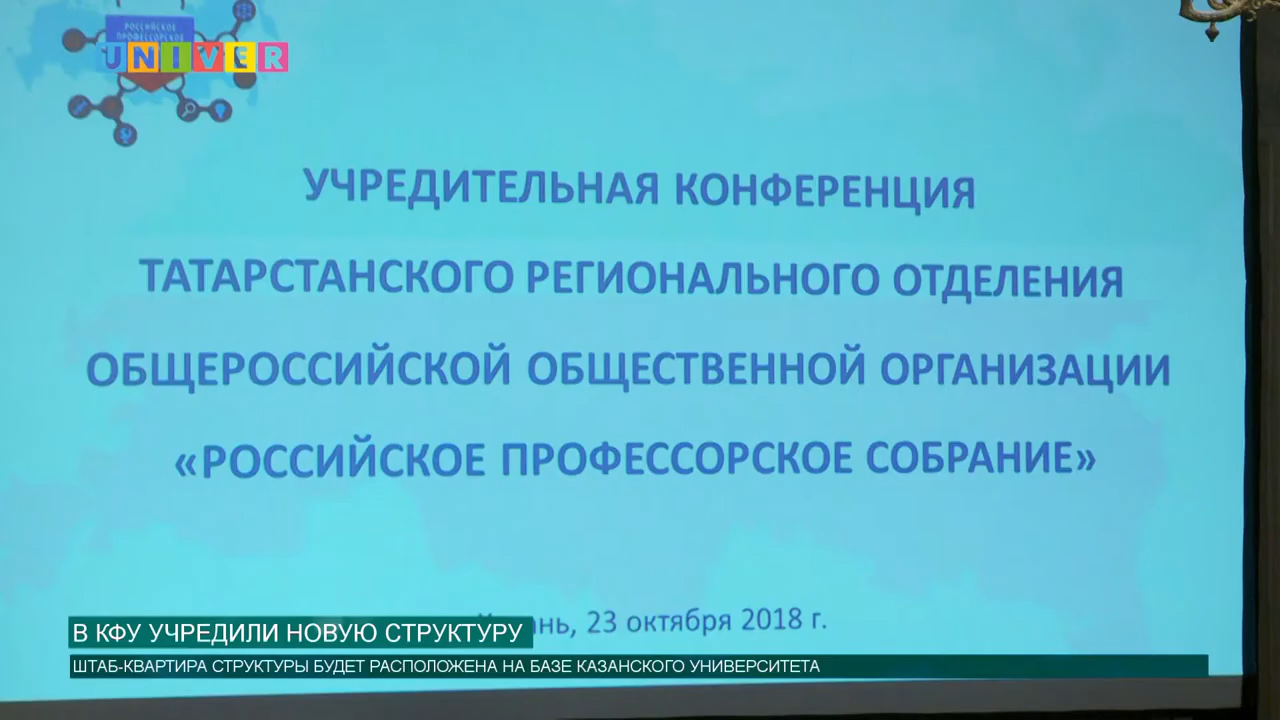 РОССИЙСКОЕ
ПРОФЕССОРСКОЕ
UNIVER
УЧРЕДИТЕЛЬНАЯ КОНФЕРЕНЦИЯ
ТАТАРСТАНСКОГО РЕГИОНАЛЬНОГО ОТДЕЛЕНИЯ
ОБЩЕРОССИЙСКОЙ ОБЩЕСТВЕННОЙ ОРГАНИЗАЦИИ
«РОССИЙСКОЕ ПРОФЕССОРСКОЕ СОБРАНИЕ»
23 октября 2018 г.
В КФУ УЧРЕДИЛИ НОВУЮ СТРУКТУРУ
ШТАБ-КВАРТИРА СТРУКТУРЫ БУДЕТ РАСПОЛОЖЕНА НА БАЗЕ КАЗАНСКОГО УНИВЕРСИТЕТА